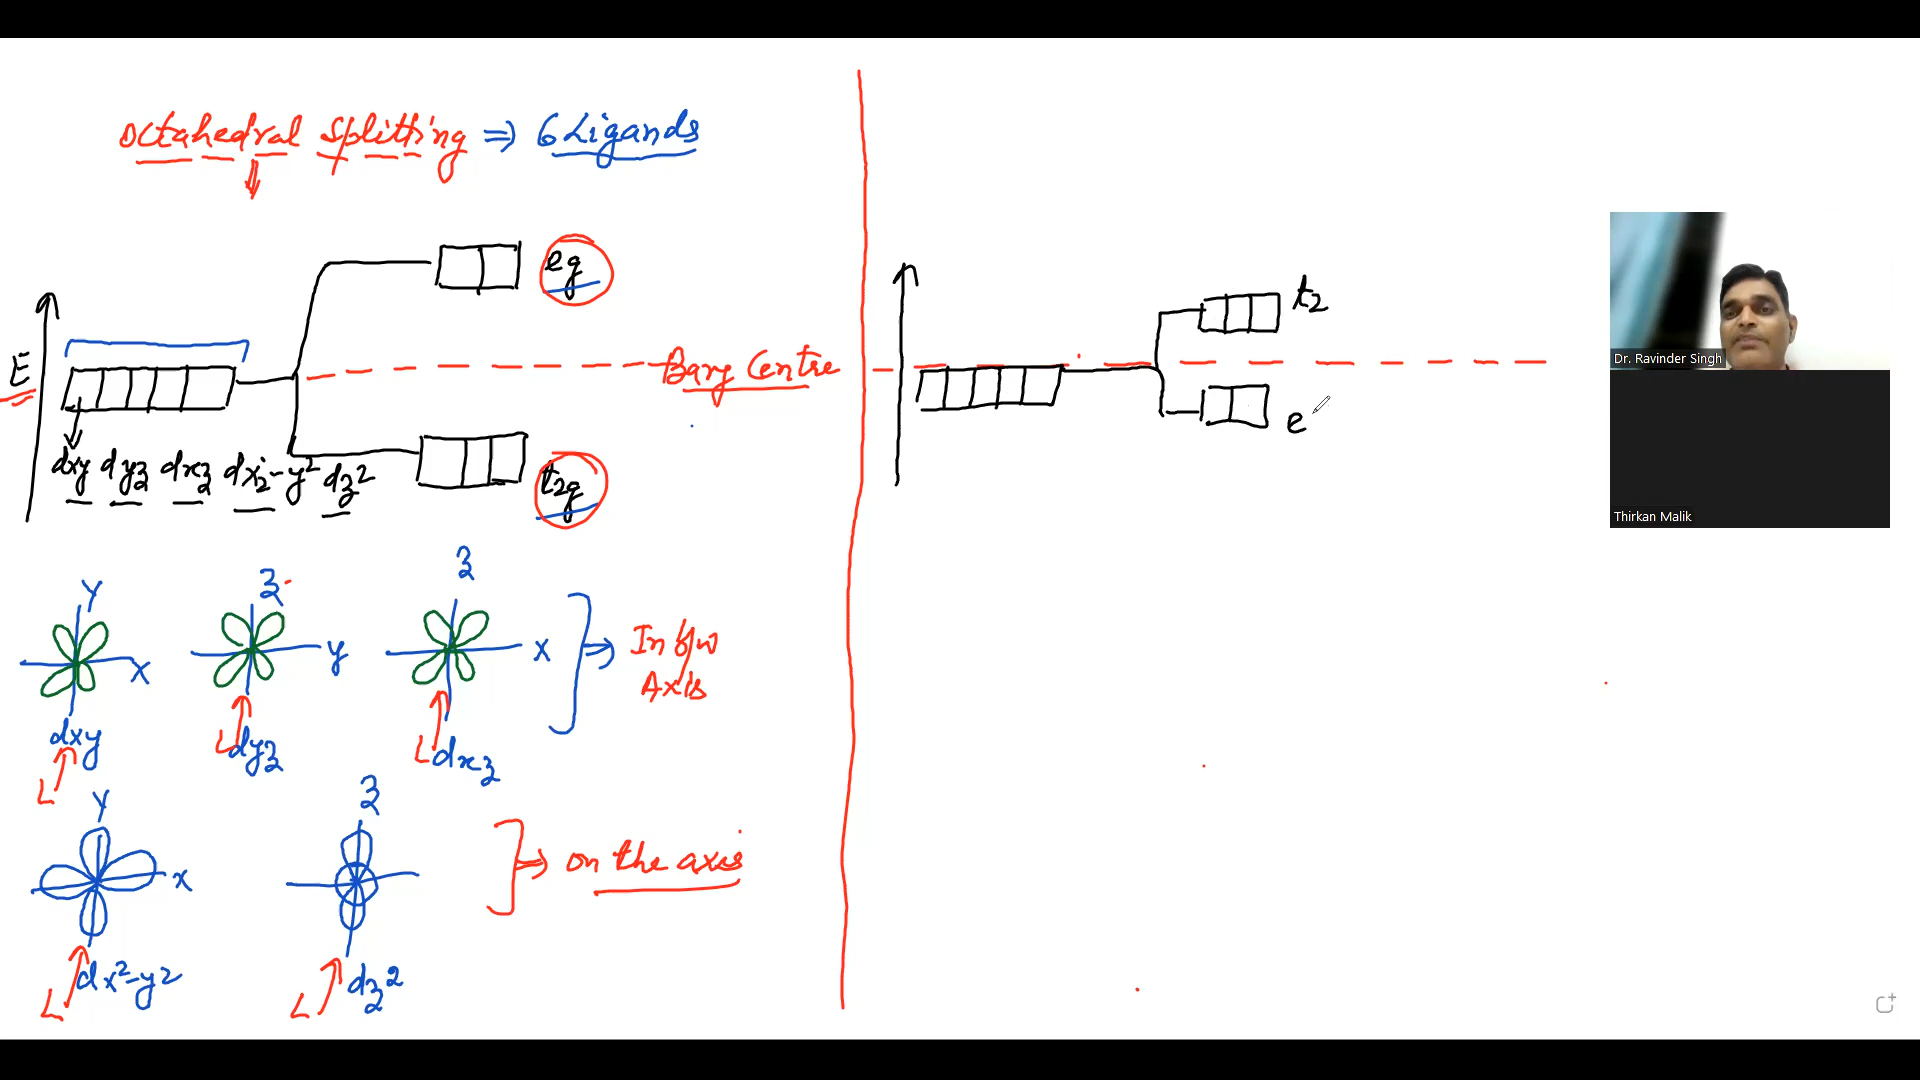 Octahedral Splitting ⇒ 6 Ligands
eg
E
Bary Centre
dxy dyz dxz dx²-y² dz²
t2g
Y
X
dxy
L
z
y
dyz
L
z
X
dxz
L
In b/w
Axis
Y
X
dx²-y²
L
z
dz²
L
on the axis
t2
e
Dr. Ravinder Singh
Thirkan Malik